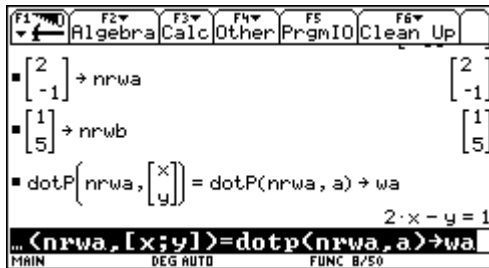 F1 F2 F3 F4 F5 F6
Algebra Calc Other PrgmIO Clean Up
[2 -1] → nrwa [2 -1]
[1 5] → nrwb [1 5]
dotP(nrwa, [x y]) = dotP(nrwa, a) → wa
2·x - y = 1
…(nrwa,[x;y])=dotp(nrwa,a)→wa
MAIN DEG AUTO FUNC 8/50